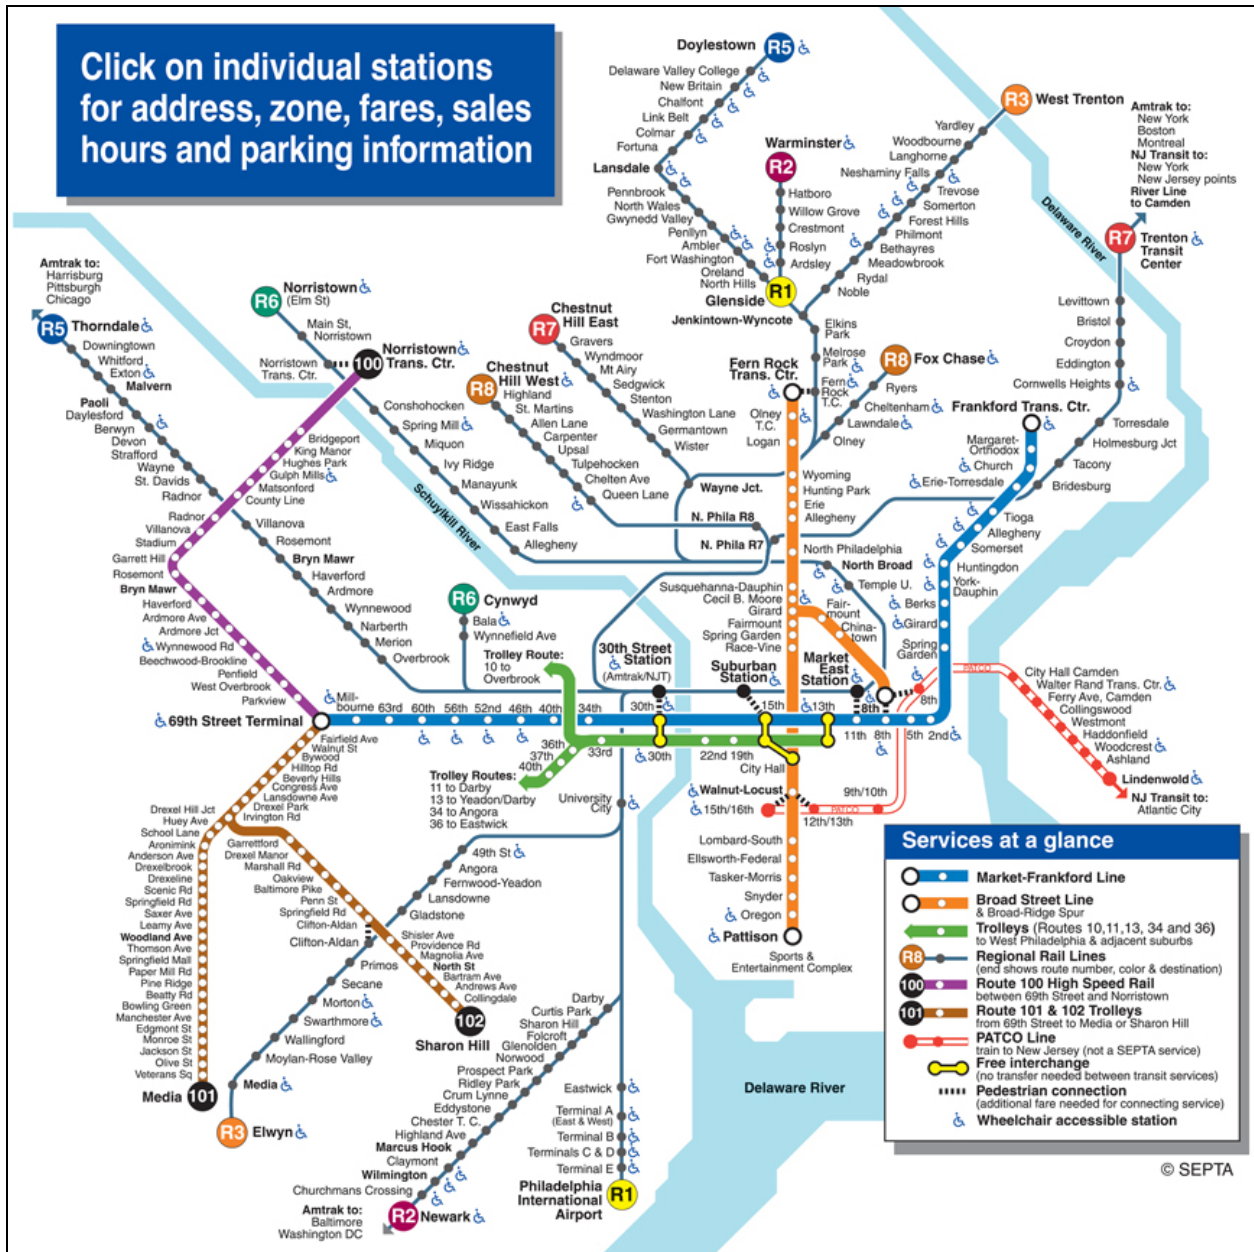 Click on individual stations
for address, zone, fares, sales
hours and parking information
Doylestown
R5
Delaware Valley College
New Britain
Chalfont
Link Belt
Colmar
Fortuna
Lansdale
Pennbrook
North Wales
Gwynedd Valley
Penllyn
Ambler
Fort Washington
Oreland
North Hills
Warminster
R2
Hatboro
Willow Grove
Crestmont
Roslyn
Ardsley
R1
Glenside
Jenkintown-Wyncote
R3
West Trenton
Yardley
Woodbourne
Langhorne
Neshaminy Falls
Trevose
Somerton
Forest Hills
Philmont
Bethayres
Meadowbrook
Rydal
Noble
Elkins
Park
Melrose
Park
Fern
Rock
T.C.
Amtrak to:
New York
Boston
Montreal
NJ Transit to:
New York
New Jersey points
River Line
to Camden
Delaware River
R7
Trenton
Transit
Center
Levittown
Bristol
Croydon
Eddington
Cornwells Heights
Torresdale
Holmesburg Jct
Tacony
Bridesburg
Amtrak to:
Harrisburg
Pittsburgh
Chicago
R5
Thorndale
Downingtown
Whitford
Exton
Malvern
Paoli
Daylesford
Berwyn
Devon
Strafford
Wayne
St. Davids
Radnor
Villanova
Rosemont
Bryn Mawr
Haverford
Ardmore
Wynnewood
Narberth
Merion
Overbrook
R6
Norristown
(Elm St)
Main St,
Norristown
Norristown
Trans. Ctr.
100
Norristown
Trans. Ctr.
Conshohocken
Spring Mill
Miquon
Ivy Ridge
Manayunk
Wissahickon
East Falls
Allegheny
Bridgeport
King Manor
Hughes Park
Gulph Mills
Matsonford
County Line
Radnor
Villanova
Stadium
Garrett Hill
Rosemont
Bryn Mawr
Haverford
Ardmore Ave
Ardmore Jct
Wynnewood Rd
Beechwood-Brookline
Penfield
West Overbrook
Parkview
Schuylkill River
Chestnut
Hill East
R7
Gravers
Wyndmoor
Mt Airy
Sedgwick
Stenton
Washington Lane
Germantown
Wister
Wayne Jct.
Chestnut
Hill West
R8
Highland
St. Martins
Allen Lane
Carpenter
Upsal
Tulpehocken
Chelten Ave
Queen Lane
N. Phila R8
N. Phila R7
Fern Rock
Trans. Ctr.
Olney
T.C.
Logan
Wyoming
Hunting Park
Erie
Allegheny
North Philadelphia
North Broad
Temple U.
Susquehanna-Dauphin
Cecil B. Moore
Girard
Fairmount
Spring Garden
Race-Vine
Fair-
mount
China-
town
R8
Fox Chase
Ryers
Cheltenham
Lawndale
Olney
Frankford Trans. Ctr.
Margaret-
Orthodox
Church
Erie-Torresdale
Tioga
Allegheny
Somerset
Huntingdon
York-
Dauphin
Berks
Girard
Spring
Garden
R6
Cynwyd
Bala
Wynnefield Ave
Trolley Route:
10 to
Overbrook
30th Street
Station
(Amtrak/NJT)
Suburban
Station
Market
East
Station
69th Street Terminal
Mill-
bourne
63rd
60th
56th
52nd
46th
40th
34th
30th
15th
13th
11th
8th
8th
8th
5th
2nd
36th
37th
40th
33rd
30th
22nd
19th
City Hall
Trolley Routes:
11 to Darby
13 to Yeadon/Darby
34 to Angora
36 to Eastwick
University
City
Walnut-Locust
15th/16th
12th/13th
9th/10th
PATCO
PATCO
City Hall Camden
Walter Rand Trans. Ctr.
Ferry Ave, Camden
Collingswood
Westmont
Haddonfield
Woodcrest
Ashland
Lindenwold
NJ Transit to:
Atlantic City
Lombard-South
Ellsworth-Federal
Tasker-Morris
Snyder
Oregon
Pattison
Sports &
Entertainment Complex
Fairfield Ave
Walnut St
Bywood
Hilltop Rd
Beverly Hills
Congress Ave
Lansdowne Ave
Drexel Park
Irvington Rd
Drexel Hill Jct
Huey Ave
School Lane
Aronimink
Anderson Ave
Drexelbrook
Drexeline
Scenic Rd
Springfield Rd
Saxer Ave
Leamy Ave
Woodland Ave
Thomson Ave
Springfield Mall
Paper Mill Rd
Pine Ridge
Beatty Rd
Bowling Green
Manchester Ave
Edgmont St
Monroe St
Jackson St
Olive St
Veterans Sq
Media
101
Garrettford
Drexel Manor
Marshall Rd
Oakview
Baltimore Pike
Penn St
Springfield Rd
Clifton-Aldan
Shisler Ave
Providence Rd
Magnolia Ave
North St
Bartram Ave
Andrews Ave
Collingdale
102
Sharon Hill
49th St
Angora
Fernwood-Yeadon
Lansdowne
Gladstone
Clifton-Aldan
Primos
Secane
Morton
Swarthmore
Wallingford
Moylan-Rose Valley
Media
R3
Elwyn
Darby
Curtis Park
Sharon Hill
Folcroft
Glenolden
Norwood
Prospect Park
Ridley Park
Crum Lynne
Eddystone
Chester T. C.
Highland Ave
Marcus Hook
Claymont
Wilmington
Churchmans Crossing
R2
Newark
Amtrak to:
Baltimore
Washington DC
Eastwick
Terminal A
(East & West)
Terminal B
Terminals C & D
Terminal E
Philadelphia
International
Airport
R1
Delaware River
Services at a glance
Market-Frankford Line
Broad Street Line
& Broad-Ridge Spur
Trolleys (Routes 10,11,13, 34 and 36)
to West Philadelphia & adjacent suburbs
R8
Regional Rail Lines
(end shows route number, color & destination)
100
Route 100 High Speed Rail
between 69th Street and Norristown
101
Route 101 & 102 Trolleys
from 69th Street to Media or Sharon Hill
PATCO Line
train to New Jersey (not a SEPTA service)
Free interchange
(no transfer needed between transit services)
Pedestrian connection
(additional fare needed for connecting service)
Wheelchair accessible station
© SEPTA